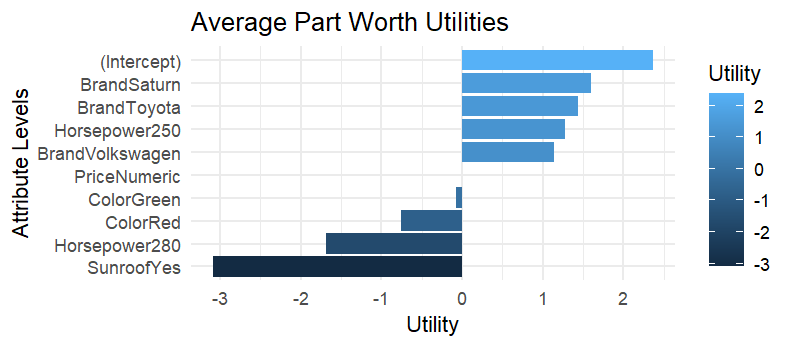 Average Part Worth Utilities
Attribute Levels
(Intercept)
BrandSaturn
BrandToyota
Horsepower250
BrandVolkswagen
PriceNumeric
ColorGreen
ColorRed
Horsepower280
SunroofYes
-3 -2 -1 0 1 2
Utility
Utility
2
1
0
-1
-2
-3